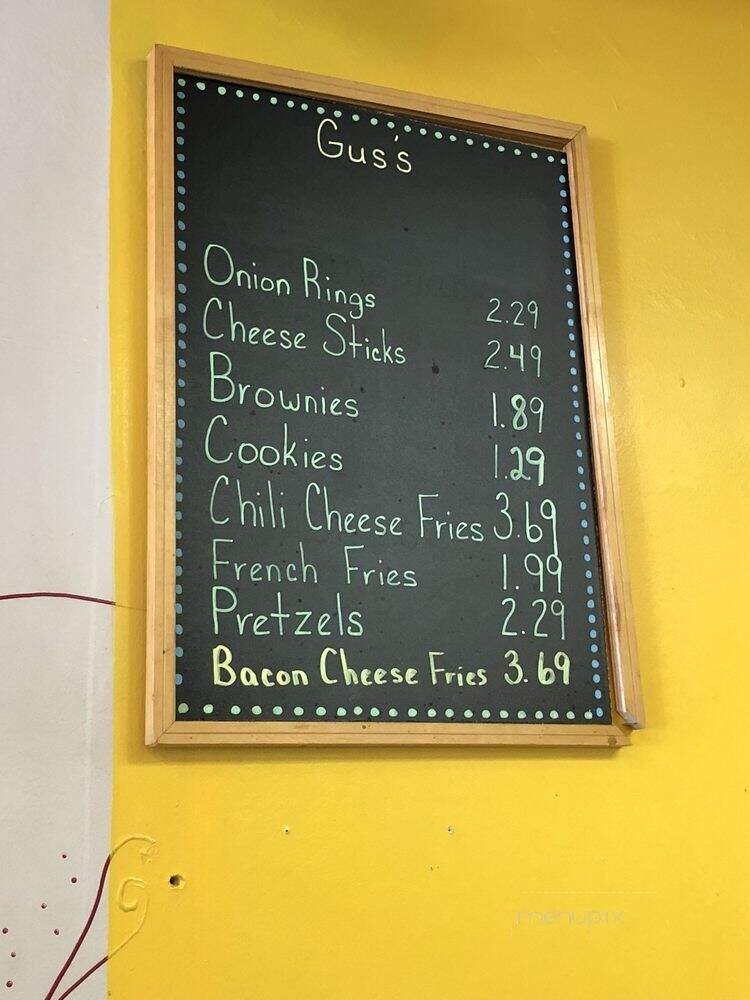 Gus's
Onion Rings 2.29
Cheese Sticks 2.49
Brownies 1.89
Cookies 1.29
Chili Cheese Fries 3.69
French Fries 1.99
Pretzels 2.29
Bacon Cheese Fries 3.69
menupix